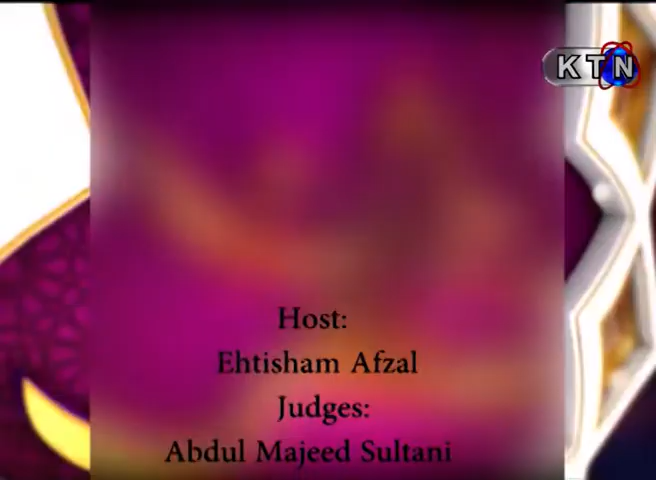 KTN
Host:
Ehtisham Afzal
Judges:
Abdul Majeed Sultani